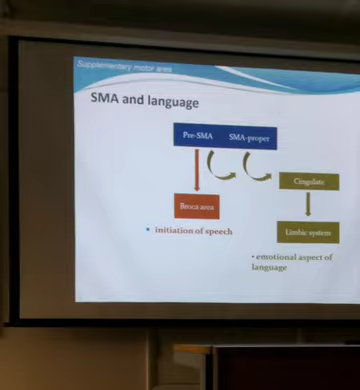 Supplementary motor area
SMA and language
Pre-SMA SMA-proper
Cingulate
Broca area
Limbic system
• initiation of speech
• emotional aspect of
language